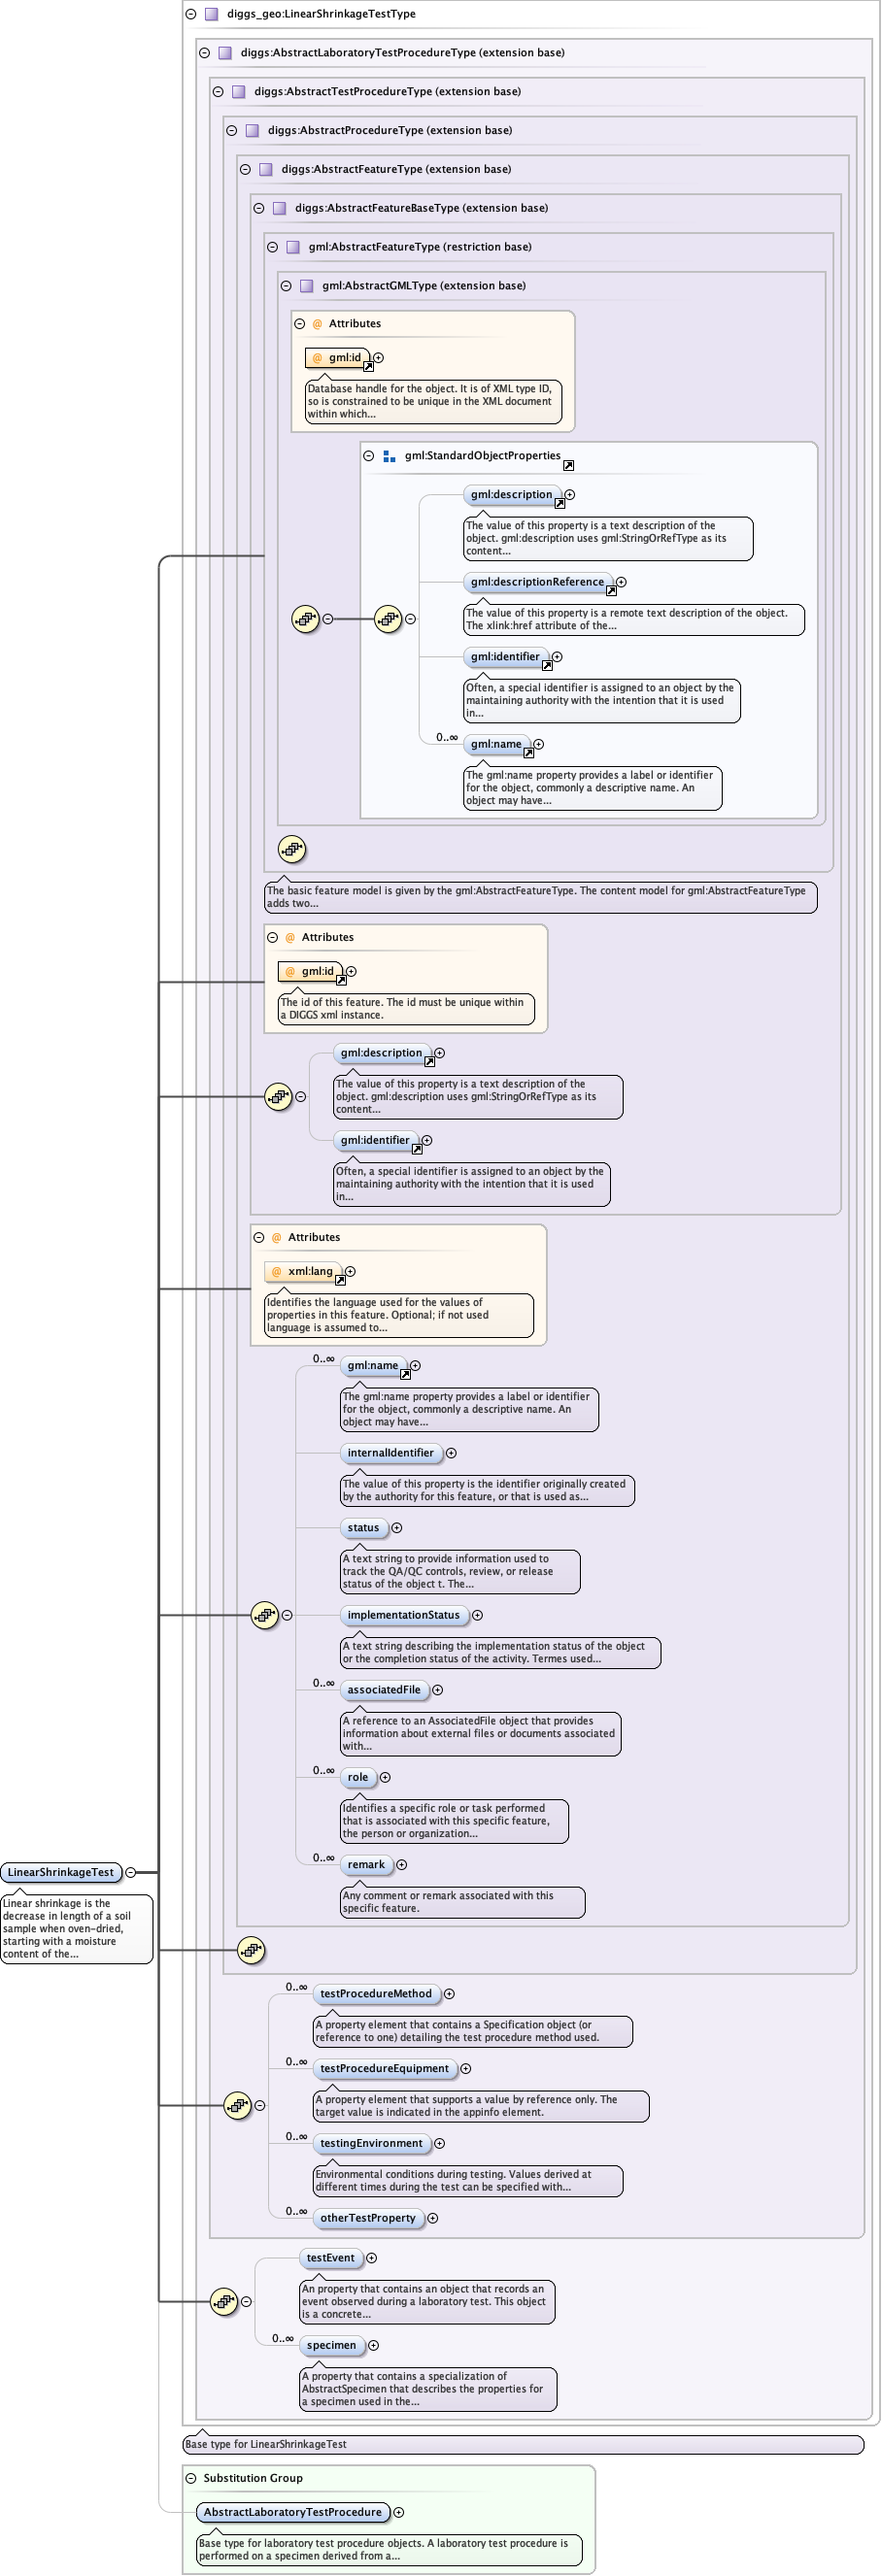 diggs_geo:LinearShrinkageTestType
diggs:AbstractLaboratoryTestProcedureType (extension base)
diggs:AbstractTestProcedureType (extension base)
diggs:AbstractProcedureType (extension base)
diggs:AbstractFeatureType (extension base)
diggs:AbstractFeatureBaseType (extension base)
gml:AbstractFeatureType (restriction base)
gml:AbstractGMLType (extension base)
@ Attributes
@ gml:id
Database handle for the object. It is of XML type ID,
so is constrained to be unique in the XML document
within which...
gml:StandardObjectProperties
gml:description
The value of this property is a text description of the
object. gml:description uses gml:StringOrRefType as its
content...
gml:descriptionReference
The value of this property is a remote text description of the object.
The xlink:href attribute of the...
gml:identifier
Often, a special identifier is assigned to an object by the
maintaining authority with the intention that it is used
in...
0..∞
gml:name
The gml:name property provides a label or identifier
for the object, commonly a descriptive name. An
object may have...
The basic feature model is given by the gml:AbstractFeatureType. The content model for gml:AbstractFeatureType
adds two...
@ Attributes
@ gml:id
The id of this feature. The id must be unique within
a DIGGS xml instance.
gml:description
The value of this property is a text description of the
object. gml:description uses gml:StringOrRefType as its
content...
gml:identifier
Often, a special identifier is assigned to an object by the
maintaining authority with the intention that it is used
in...
@ Attributes
@ xml:lang
Identifies the language used for the values of
properties in this feature. Optional; if not used
language is assumed to...
0..∞
gml:name
The gml:name property provides a label or identifier
for the object, commonly a descriptive name. An
object may have...
internalIdentifier
The value of this property is the identifier originally created
by the authority for this feature, or that is used as...
status
A text string to provide information used to
track the QA/QC controls, review, or release
status of the object t. The...
implementationStatus
A text string describing the implementation status of the object
or the completion status of the activity. Termes used...
0..∞
associatedFile
A reference to an AssociatedFile object that provides
information about external files or documents associated
with...
0..∞
role
Identifies a specific role or task performed
that is associated with this specific feature,
the person or organization...
0..∞
remark
Any comment or remark associated with this
specific feature.
LinearShrinkageTest
Linear shrinkage is the
decrease in length of a soil
sample when oven-dried,
starting with a moisture
content of the...
0..∞
testProcedureMethod
A property element that contains a Specification object (or
reference to one) detailing the test procedure method used.
0..∞
testProcedureEquipment
A property element that supports a value by reference only. The
target value is indicated in the appinfo element.
0..∞
testingEnvironment
Environmental conditions during testing. Values derived at
different times during the test can be specified with...
0..∞
otherTestProperty
testEvent
An property that contains an object that records an
event observed during a laboratory test. This object
is a concrete...
0..∞
specimen
A property that contains a specialization of
AbstractSpecimen that describes the properties for
a specimen used in the...
Base type for LinearShrinkageTest
Substitution Group
AbstractLaboratoryTestProcedure
Base type for laboratory test procedure objects. A laboratory test procedure is
performed on a specimen derived from a...